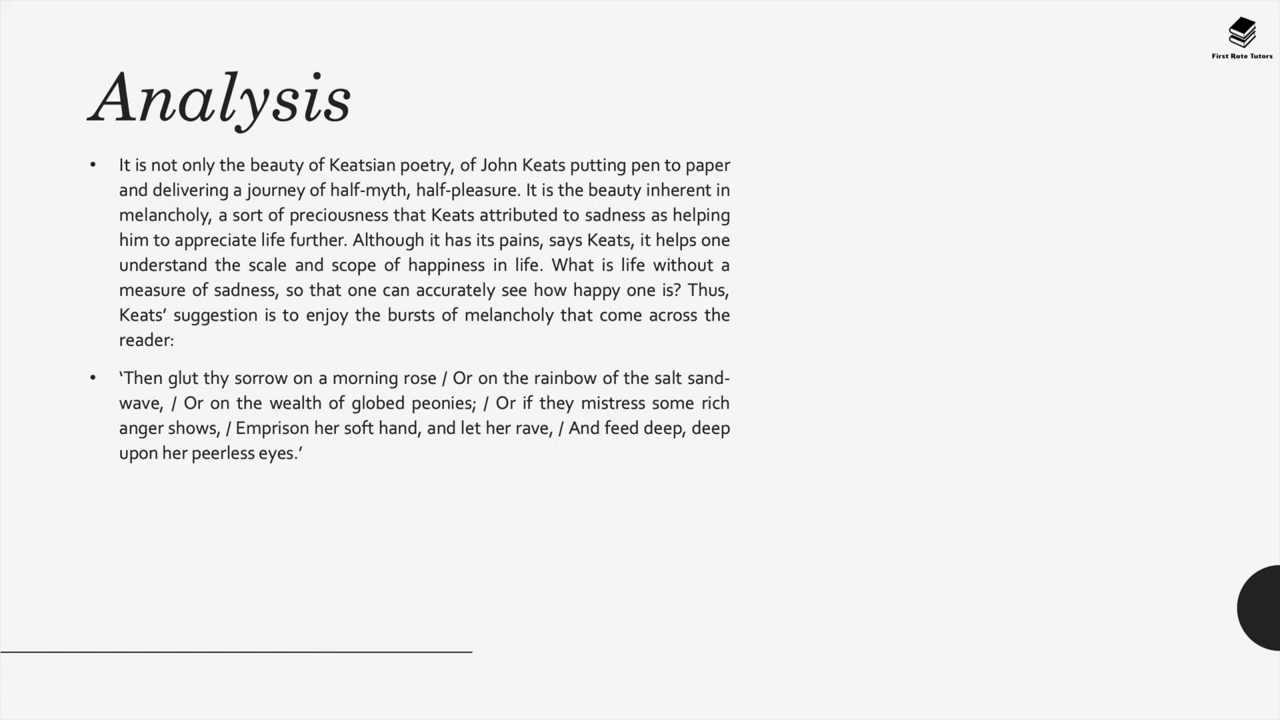 First Rate Tutors
Analysis
• It is not only the beauty of Keatsian poetry, of John Keats putting pen to paper
and delivering a journey of half-myth, half-pleasure. It is the beauty inherent in
melancholy, a sort of preciousness that Keats attributed to sadness as helping
him to appreciate life further. Although it has its pains, says Keats, it helps one
understand the scale and scope of happiness in life. What is life without a
measure of sadness, so that one can accurately see how happy one is? Thus,
Keats’ suggestion is to enjoy the bursts of melancholy that come across the
reader:
• ‘Then glut thy sorrow on a morning rose / Or on the rainbow of the salt sand-
wave, / Or on the wealth of globed peonies; / Or if they mistress some rich
anger shows, / Emprison her soft hand, and let her rave, / And feed deep, deep
upon her peerless eyes.’